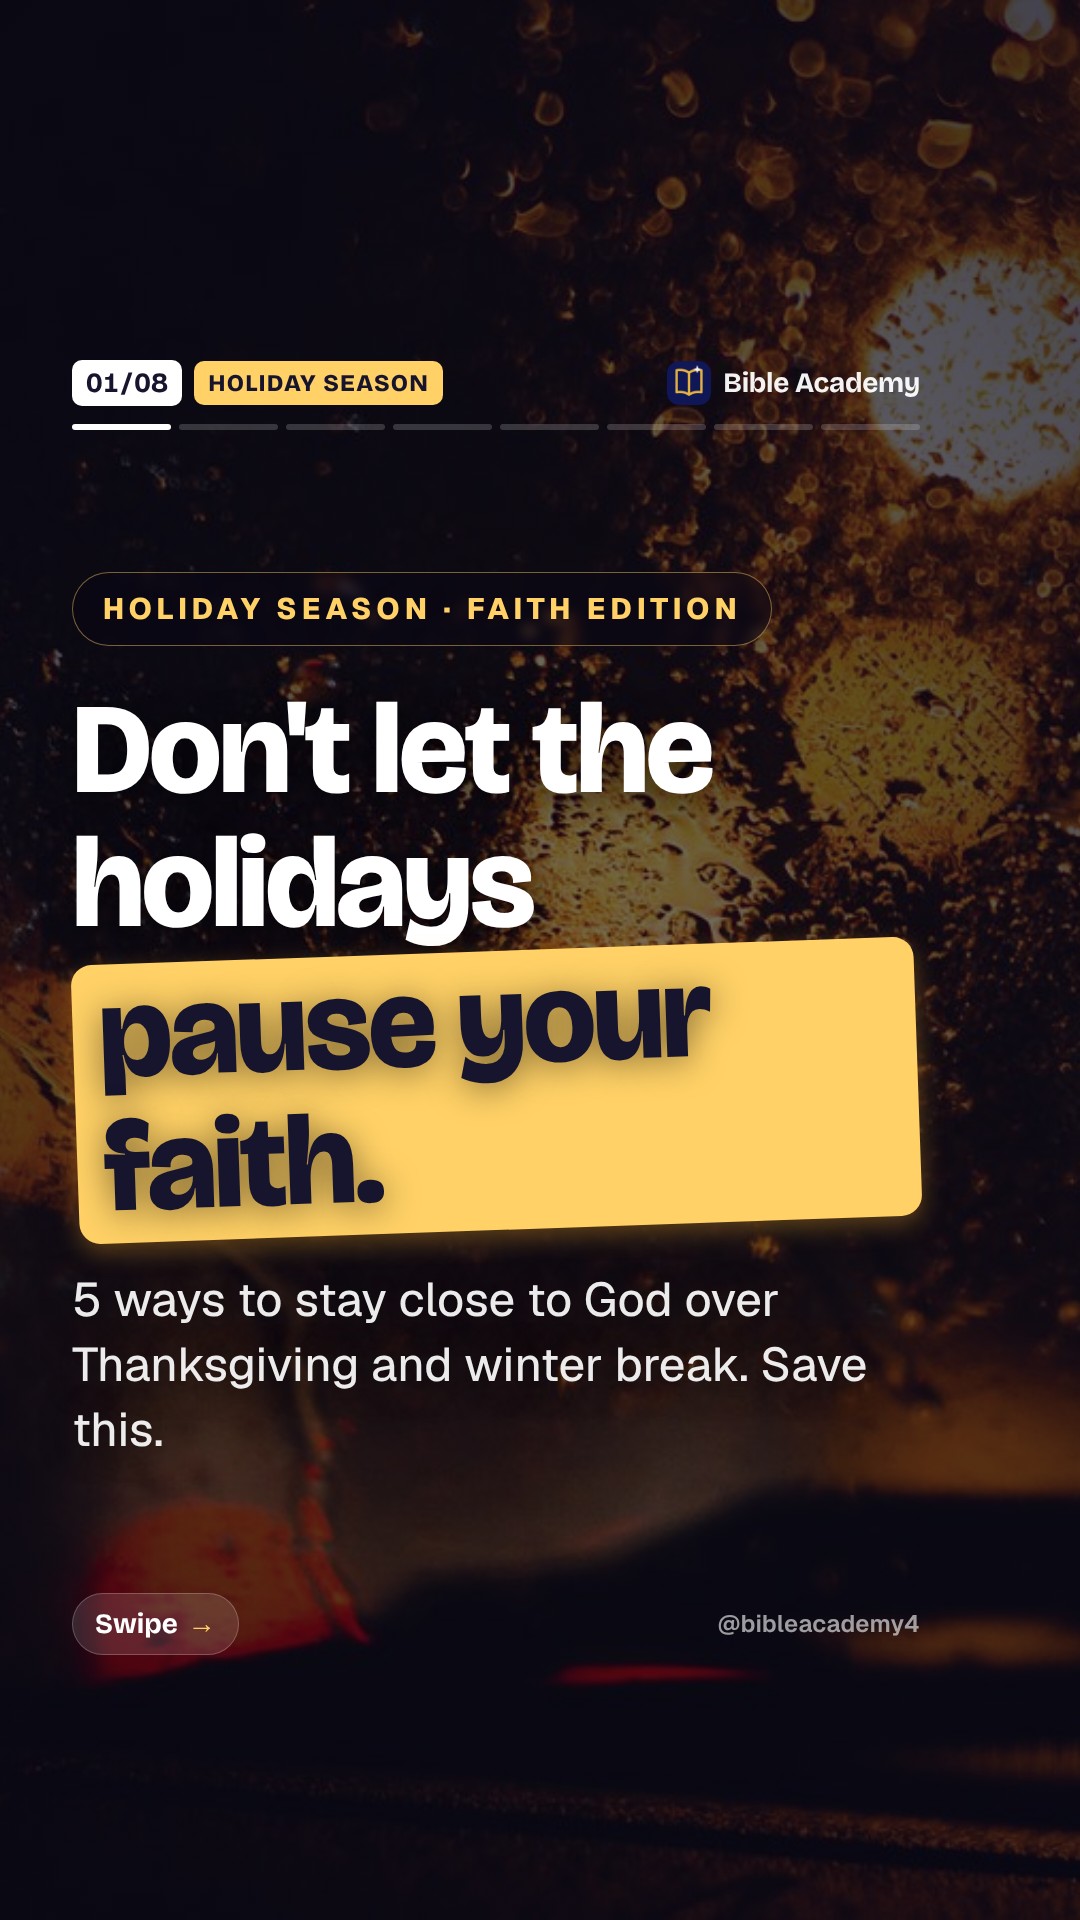 01/08
HOLIDAY SEASON
Bible Academy
HOLIDAY SEASON · FAITH EDITION
Don't let the
holidays
pause your
faith.
5 ways to stay close to God over
Thanksgiving and winter break. Save
this.
Swipe →
@bibleacademy4